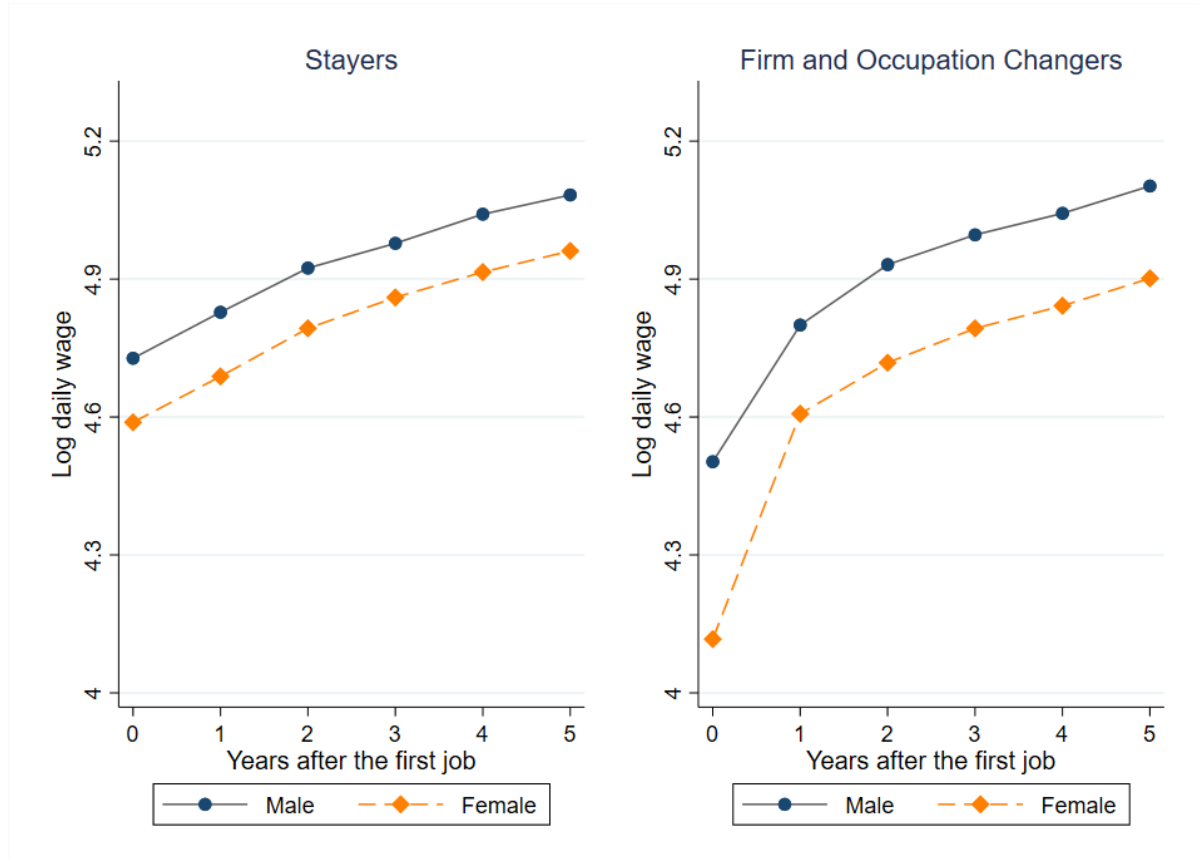 Stayers
Log daily wage
5.2
4.9
4.6
4.3
4
0 1 2 3 4 5
Years after the first job
Male Female
Firm and Occupation Changers
Log daily wage
5.2
4.9
4.6
4.3
4
0 1 2 3 4 5
Years after the first job
Male Female